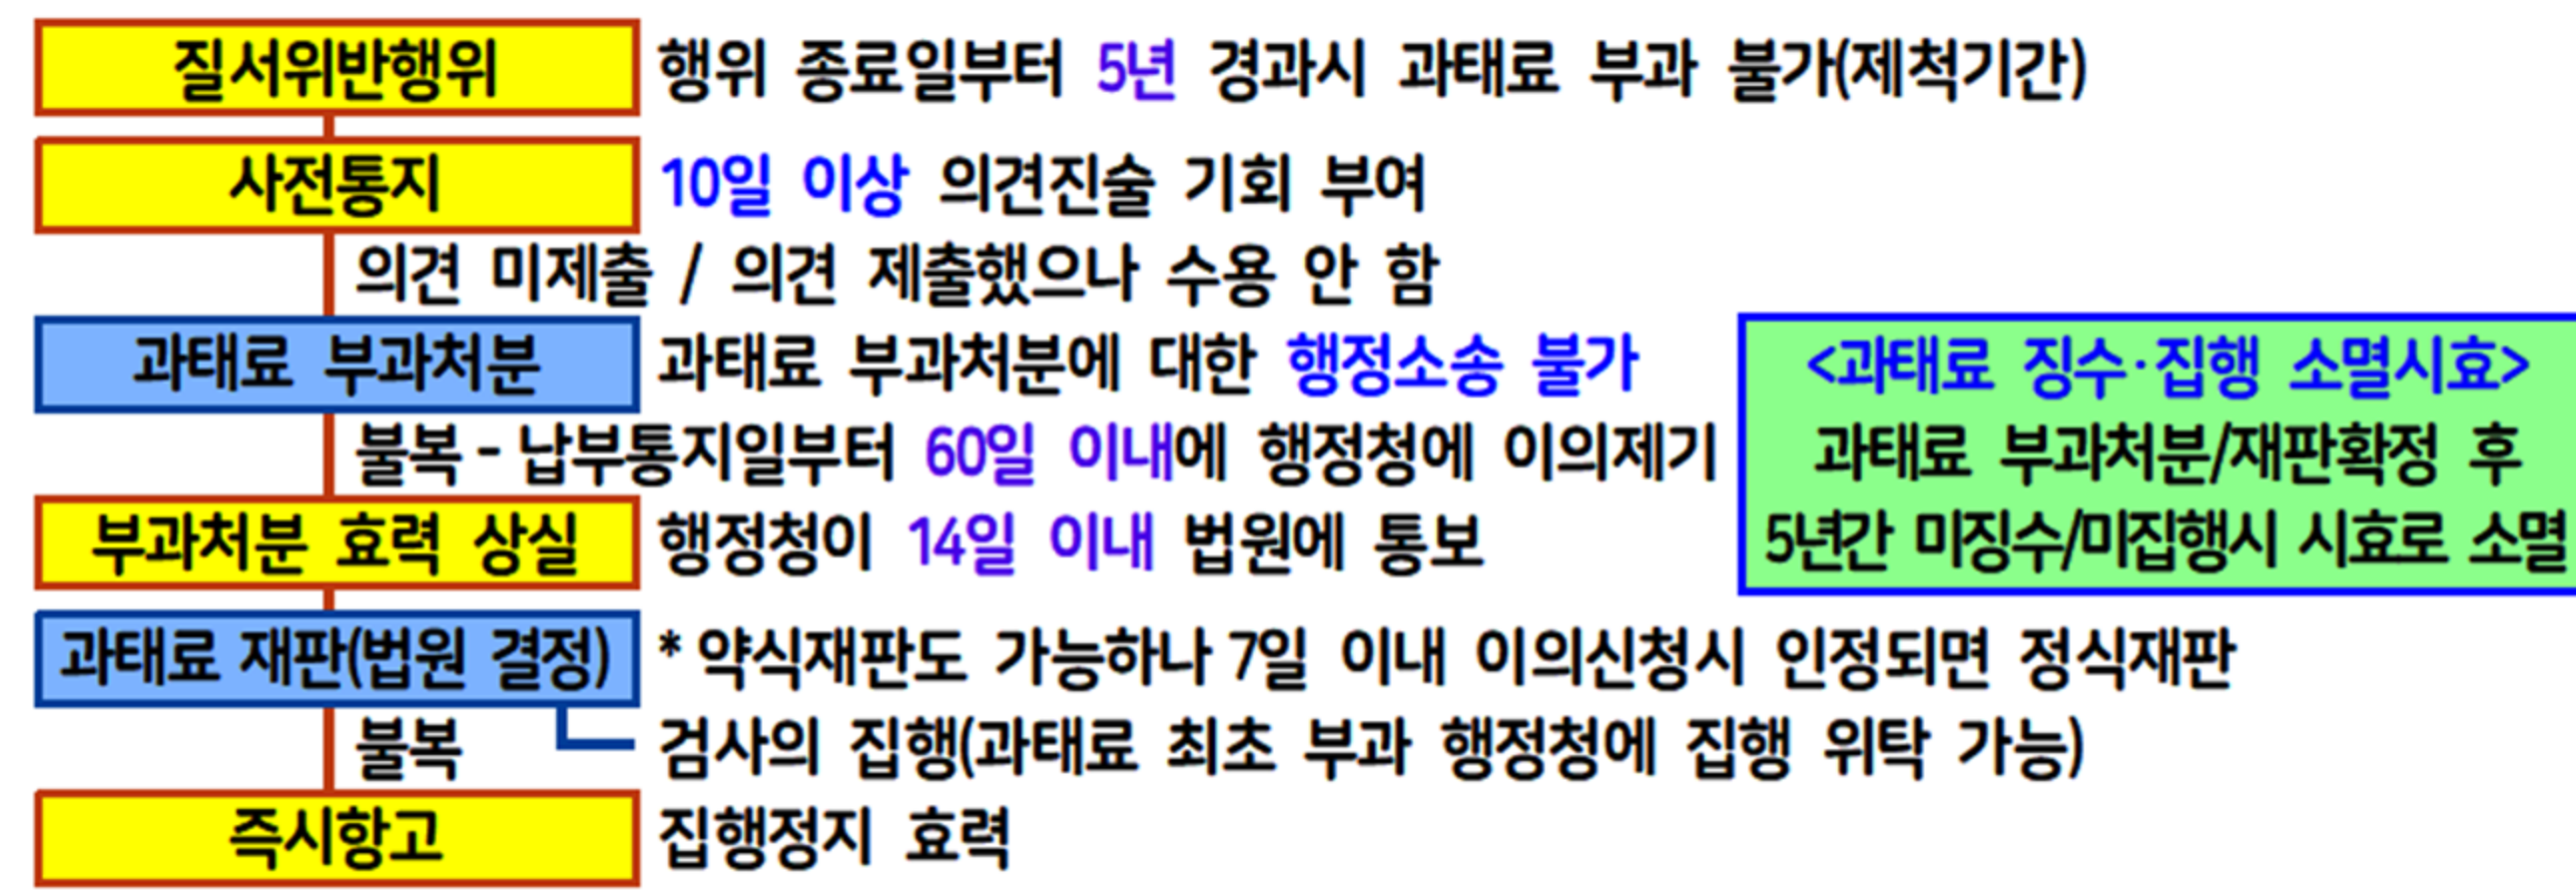 질서위반행위 행위 종료일부터 5년 경과시 과태료 부과 불가(제척기간)
사전통지 10일 이상 의견진술 기회 부여
의견 미제출 / 의견 제출했으나 수용 안 함
과태료 부과처분 과태료 부과처분에 대한 행정소송 불가
불복 - 납부통지일부터 60일 이내에 행정청에 이의제기
<과태료 징수·집행 소멸시효>
과태료 부과처분/재판확정 후
5년간 미징수/미집행시 시효로 소멸
부과처분 효력 상실 행정청이 14일 이내 법원에 통보
과태료 재판(법원 결정) * 약식재판도 가능하나 7일 이내 이의신청시 인정되면 정식재판
불복 검사의 집행(과태료 최초 부과 행정청에 집행 위탁 가능)
즉시항고 집행정지 효력